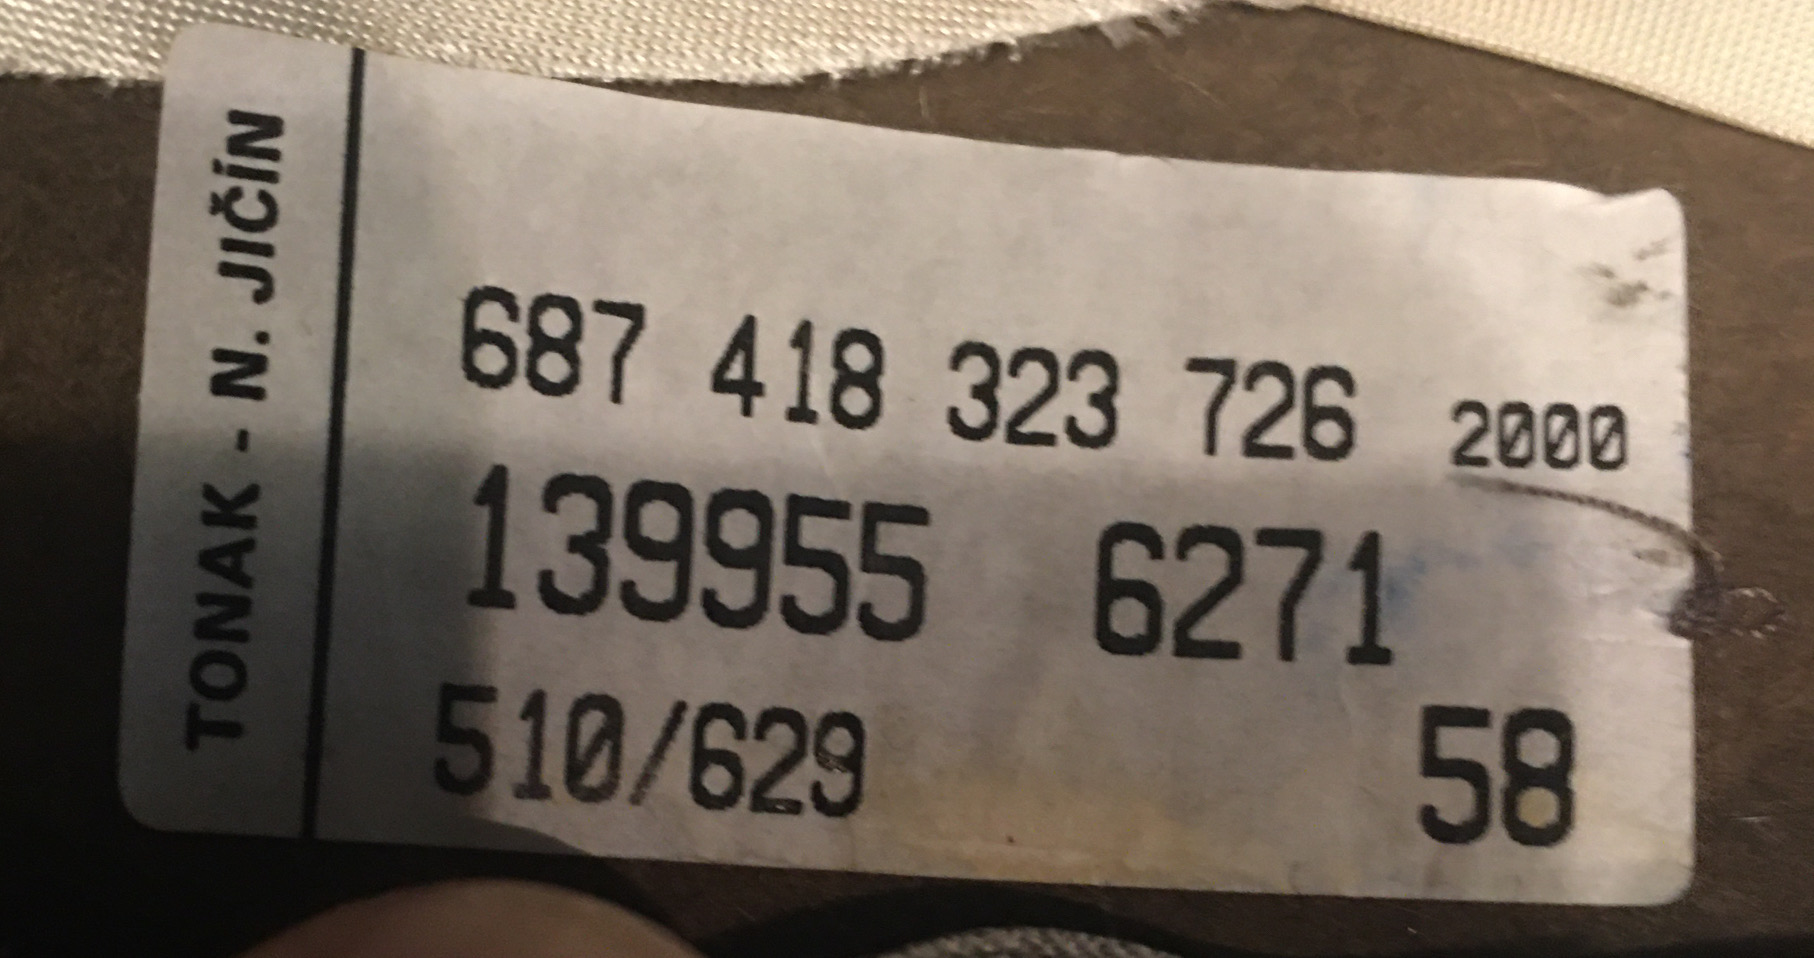 TONAK - N. JIČÍN
687 418 323 726 2000
139955 6271
510/629 58